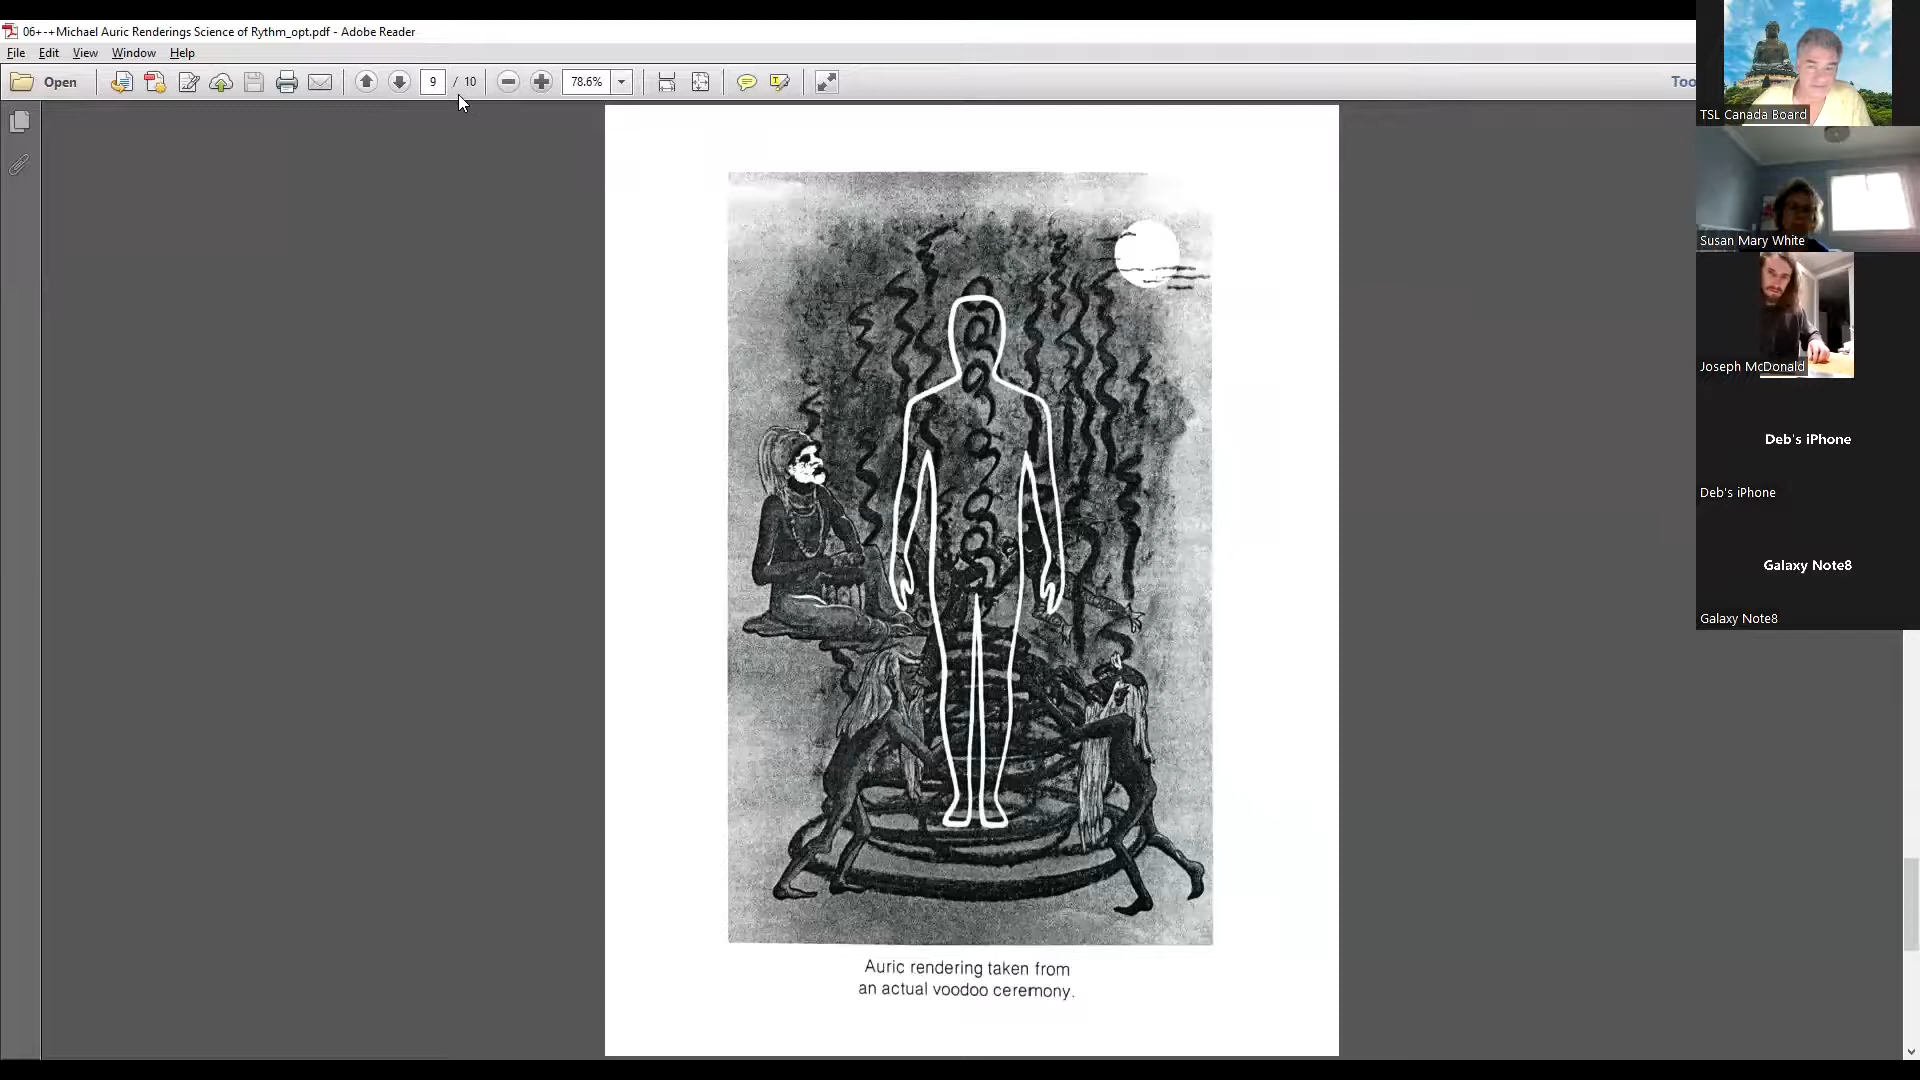 06+-+Michael Auric Renderings Science of Rythm_opt.pdf - Adobe Reader
File Edit View Window Help
Open 9 / 10 78.6% Too
TSL Canada Board
Susan Mary White
Joseph McDonald
Deb's iPhone
Deb's iPhone
Galaxy Note8
Galaxy Note8
Auric rendering taken from
an actual voodoo ceremony.